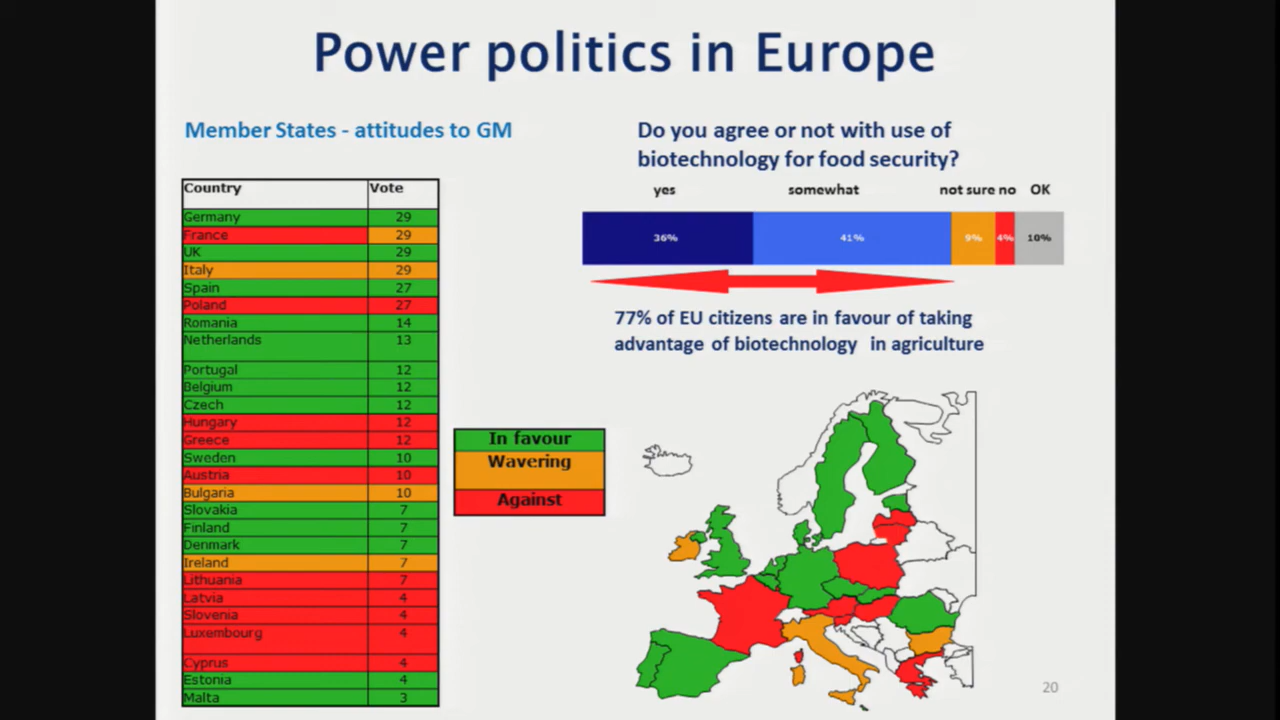 Power politics in Europe
Member States - attitudes to GM
Country Vote
Germany 29
France 29
UK 29
Italy 29
Spain 27
Poland 27
Romania 14
Netherlands 13
Portugal 12
Belgium 12
Czech 12
Hungary 12
Greece 12
Sweden 10
Austria 10
Bulgaria 10
Slovakia 7
Finland 7
Denmark 7
Ireland 7
Lithuania 7
Latvia 4
Slovenia 4
Luxembourg 4
Cyprus 4
Estonia 4
Malta 3
In favour
Wavering
Against
Do you agree or not with use of
biotechnology for food security?
yes somewhat not sure no OK
36% 41% 9% 4% 10%
77% of EU citizens are in favour of taking
advantage of biotechnology in agriculture
20